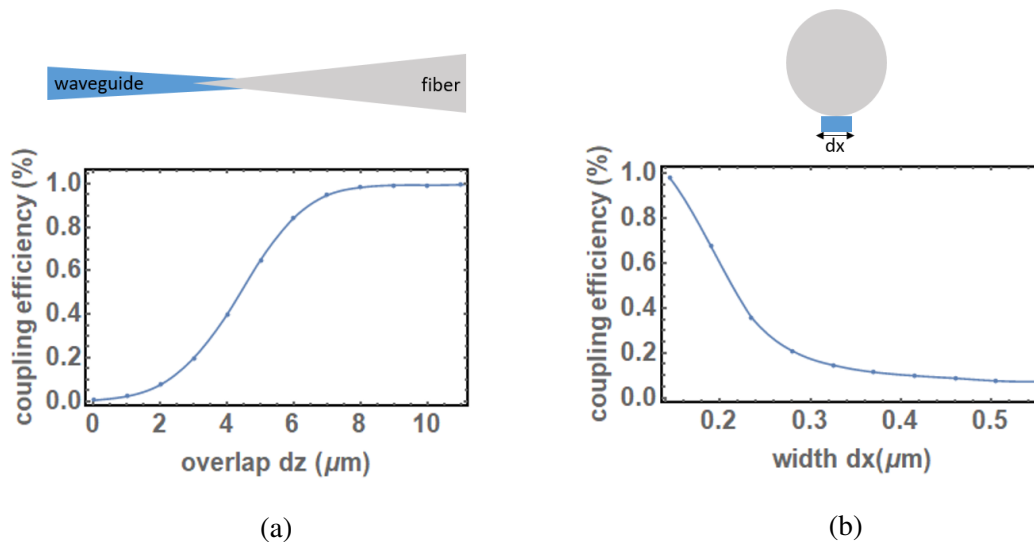 waveguide
fiber
coupling efficiency (%)
1.0
0.8
0.6
0.4
0.2
0.0
0 2 4 6 8 10
overlap dz (μm)
(a)
dx
coupling efficiency (%)
1.0
0.8
0.6
0.4
0.2
0.0
0.2 0.3 0.4 0.5
width dx(μm)
(b)